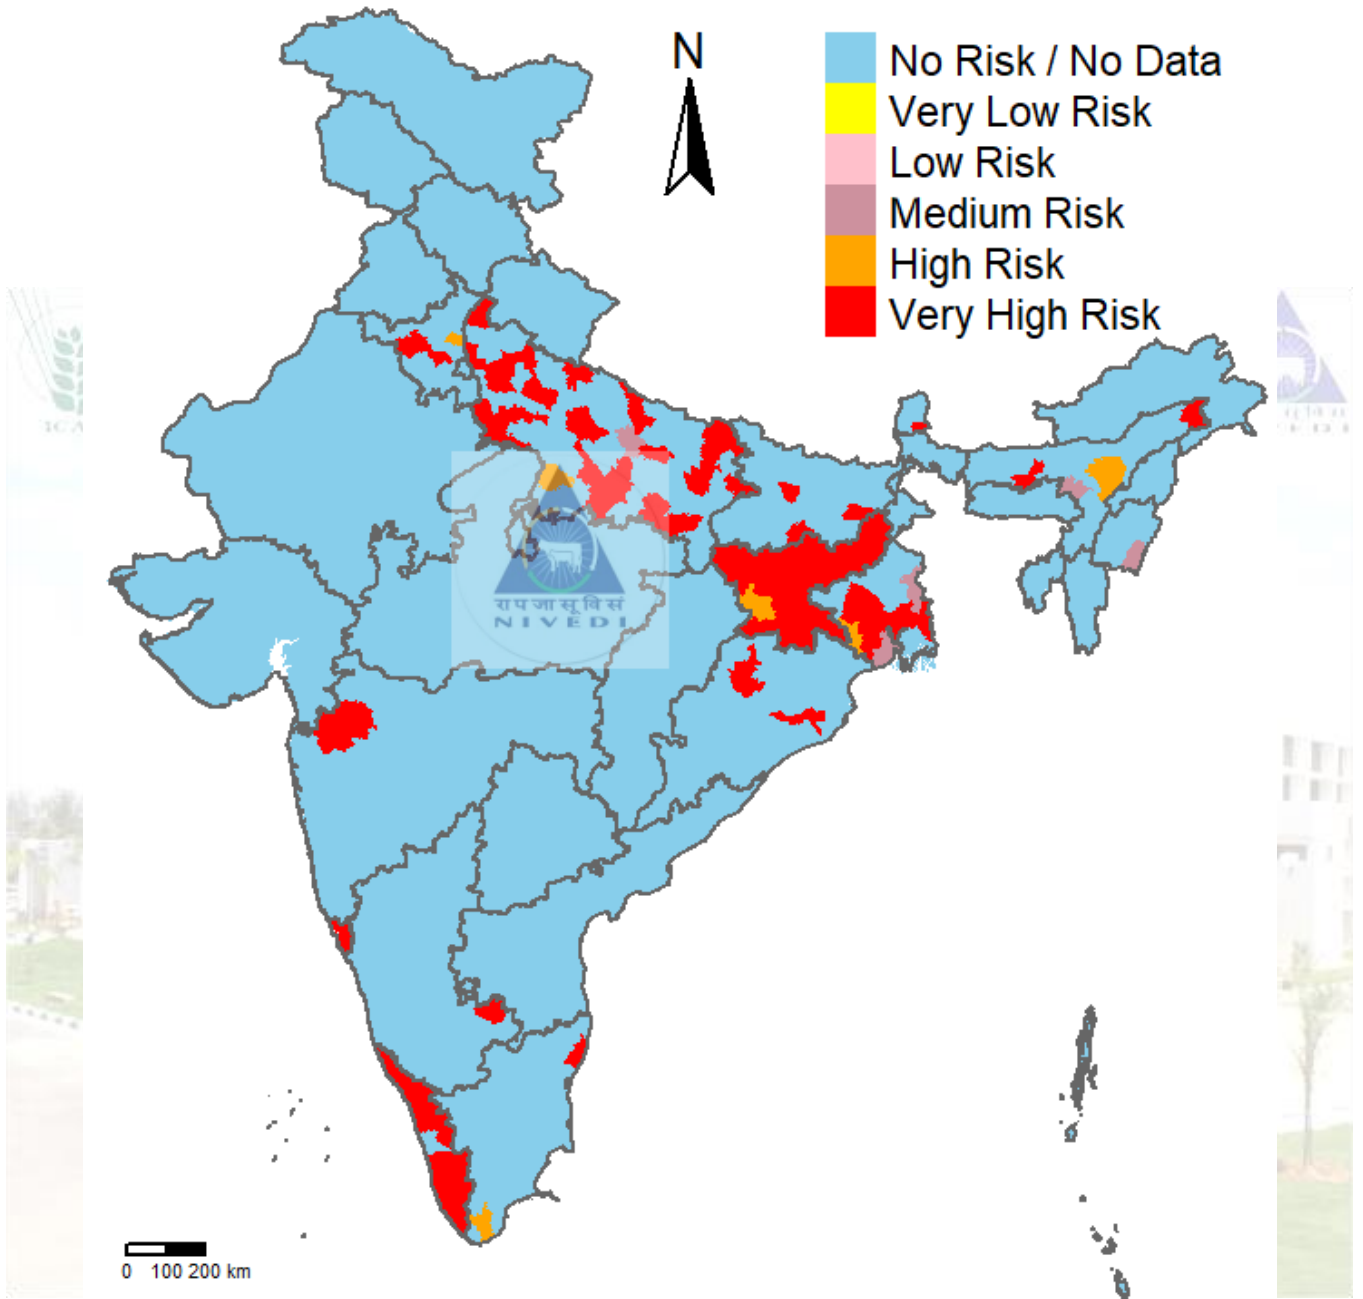 N
No Risk / No Data
Very Low Risk
Low Risk
Medium Risk
High Risk
Very High Risk
रा प जा सू वि सं
NIVEDI
0 100 200 km